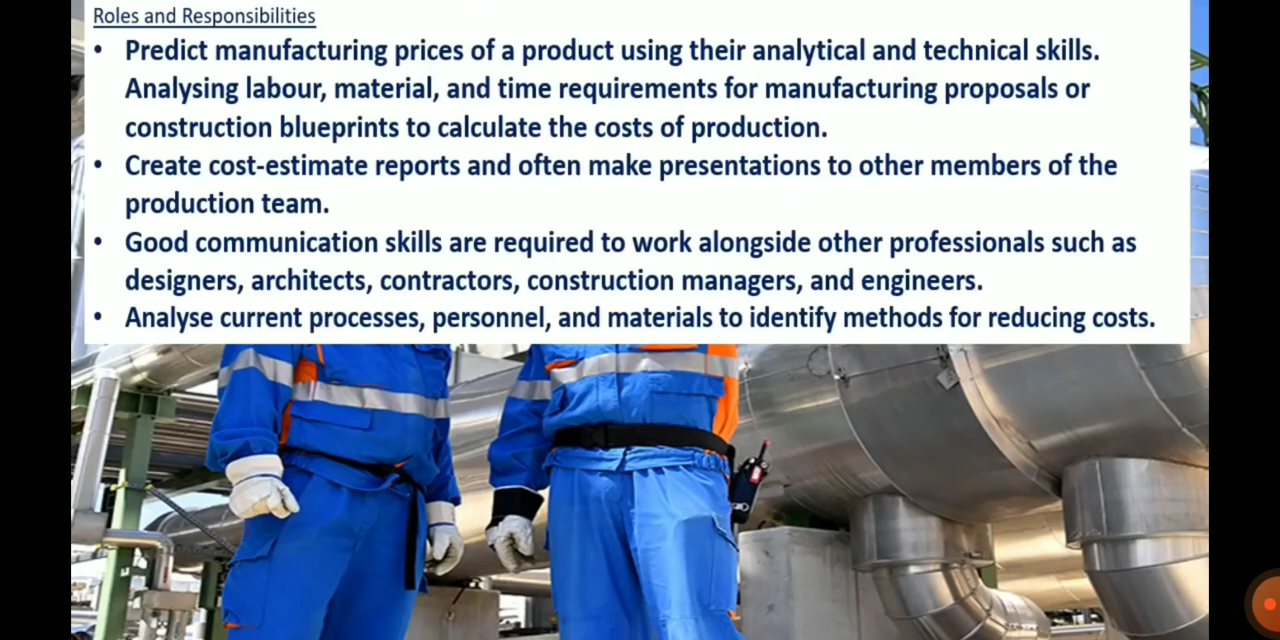 Roles and Responsibilities
• Predict manufacturing prices of a product using their analytical and technical skills.
Analysing labour, material, and time requirements for manufacturing proposals or
construction blueprints to calculate the costs of production.
• Create cost-estimate reports and often make presentations to other members of the
production team.
• Good communication skills are required to work alongside other professionals such as
designers, architects, contractors, construction managers, and engineers.
• Analyse current processes, personnel, and materials to identify methods for reducing costs.